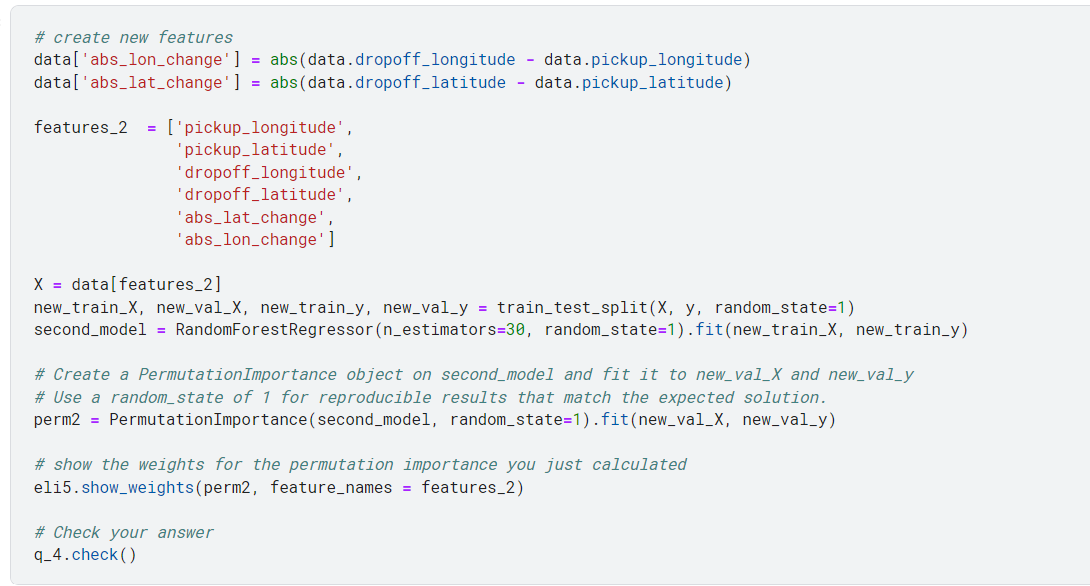 # create new features
data['abs_lon_change'] = abs(data.dropoff_longitude - data.pickup_longitude)
data['abs_lat_change'] = abs(data.dropoff_latitude - data.pickup_latitude)
features_2  = ['pickup_longitude',
'pickup_latitude',
'dropoff_longitude',
'dropoff_latitude',
'abs_lat_change',
'abs_lon_change']
X = data[features_2]
new_train_X, new_val_X, new_train_y, new_val_y = train_test_split(X, y, random_state=1)
second_model = RandomForestRegressor(n_estimators=30, random_state=1).fit(new_train_X, new_train_y)
# Create a PermutationImportance object on second_model and fit it to new_val_X and new_val_y
# Use a random_state of 1 for reproducible results that match the expected solution.
perm2 = PermutationImportance(second_model, random_state=1).fit(new_val_X, new_val_y)
# show the weights for the permutation importance you just calculated
eli5.show_weights(perm2, feature_names = features_2)
# Check your answer
q_4.check()